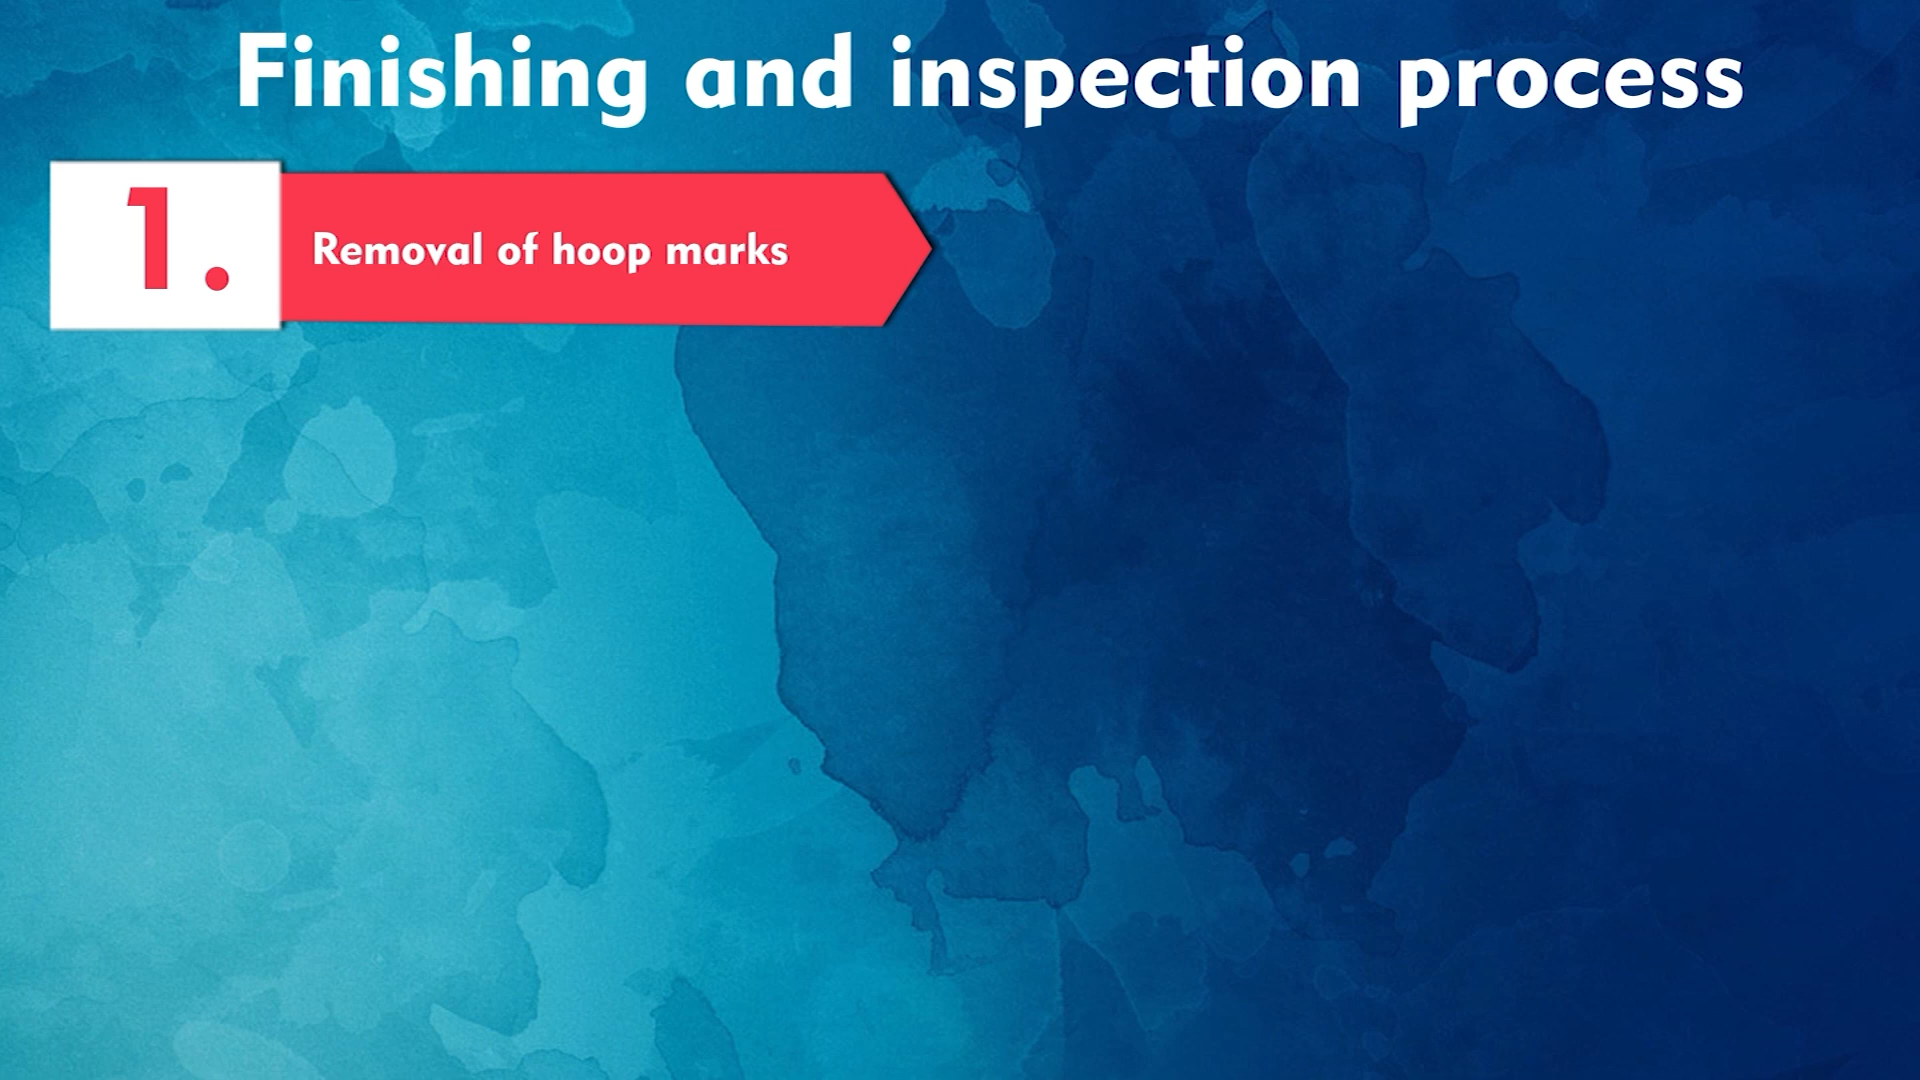 Finishing and inspection process
1.
Removal of hoop marks